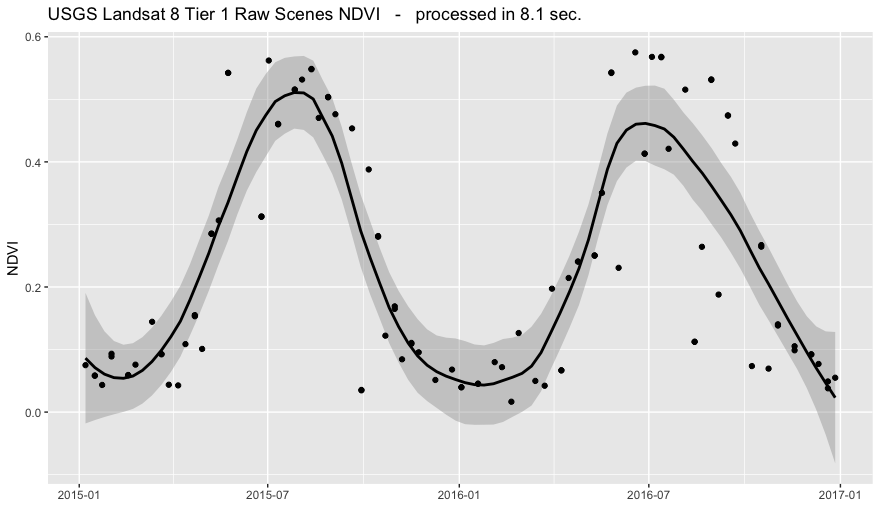 USGS Landsat 8 Tier 1 Raw Scenes NDVI - processed in 8.1 sec.
0.6
0.4
0.2
0.0
NDVI
2015-01 2015-07 2016-01 2016-07 2017-01